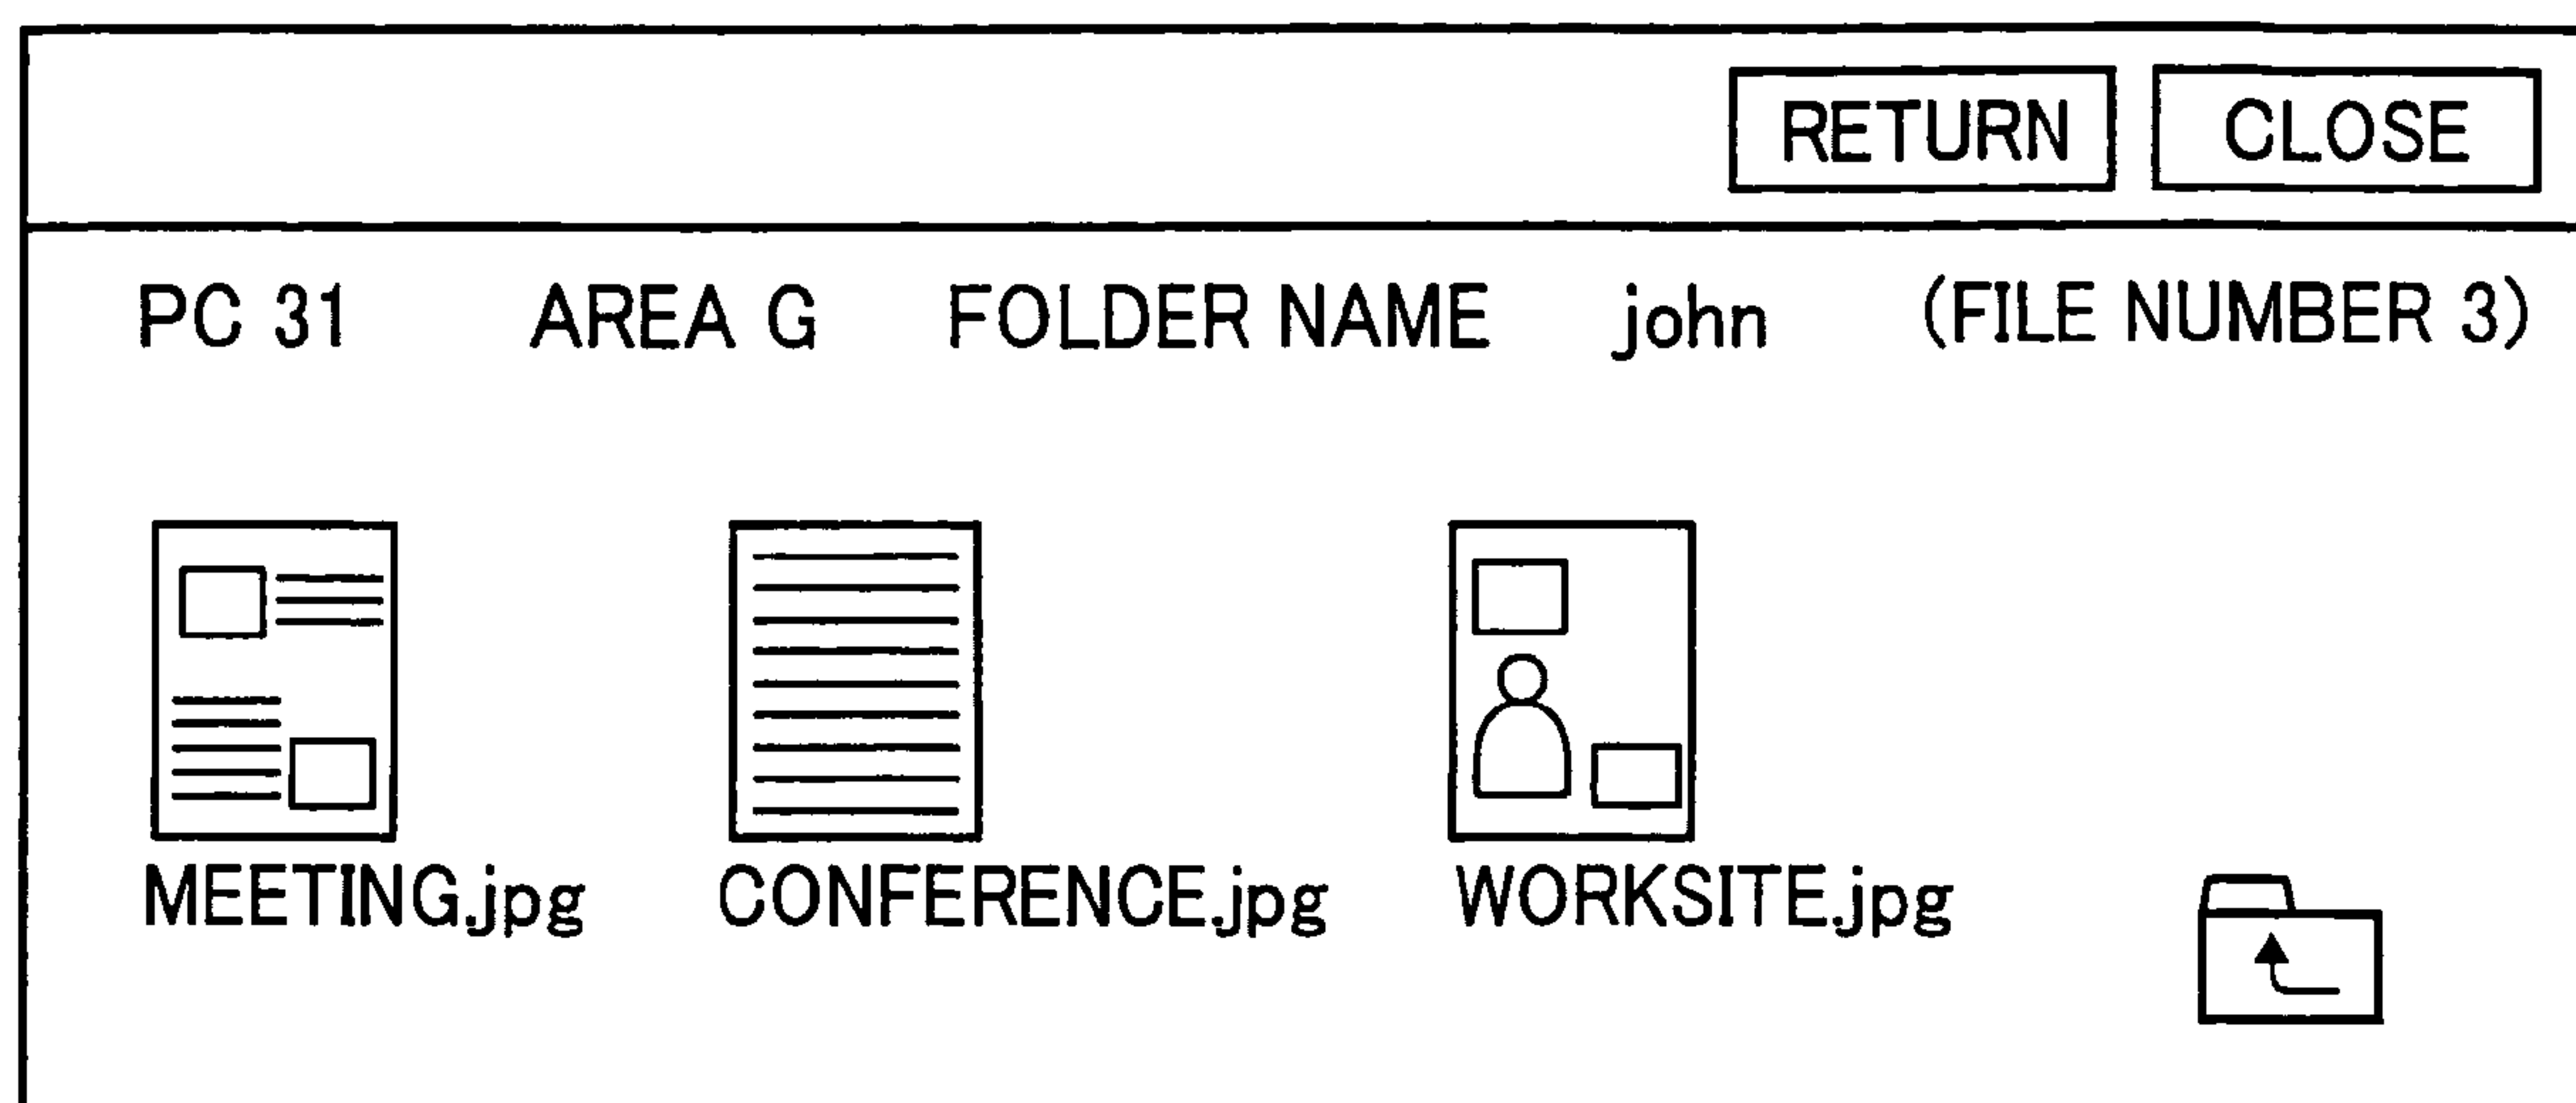 RETURN CLOSE
PC 31 AREA G FOLDER NAME john (FILE NUMBER 3)
MEETING.jpg CONFERENCE.jpg WORKSITE.jpg